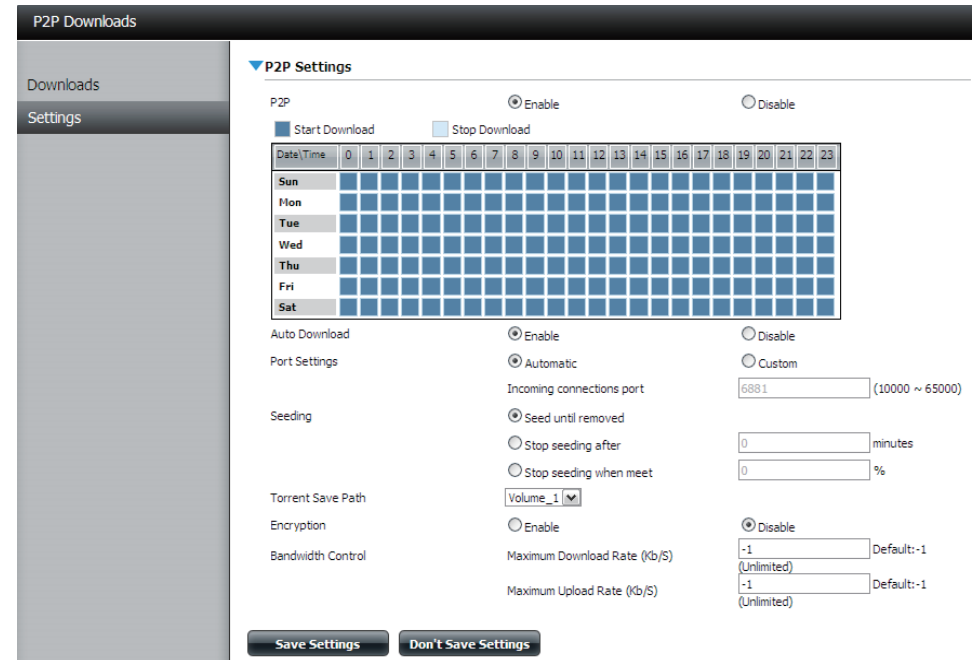 P2P Downloads
Downloads
Settings
P2P Settings
P2P Enable Disable
Start Download Stop Download
Date\Time 0 1 2 3 4 5 6 7 8 9 10 11 12 13 14 15 16 17 18 19 20 21 22 23
Sun
Mon
Tue
Wed
Thu
Fri
Sat
Auto Download Enable Disable
Port Settings Automatic Custom
Incoming connections port 6881 (10000 ~ 65000)
Seeding Seed until removed
Stop seeding after 0 minutes
Stop seeding when meet 0 %
Torrent Save Path Volume_1
Encryption Enable Disable
Bandwidth Control Maximum Download Rate (Kb/S) -1 Default:-1
(Unlimited)
Maximum Upload Rate (Kb/S) -1 Default:-1
(Unlimited)
Save Settings Don't Save Settings